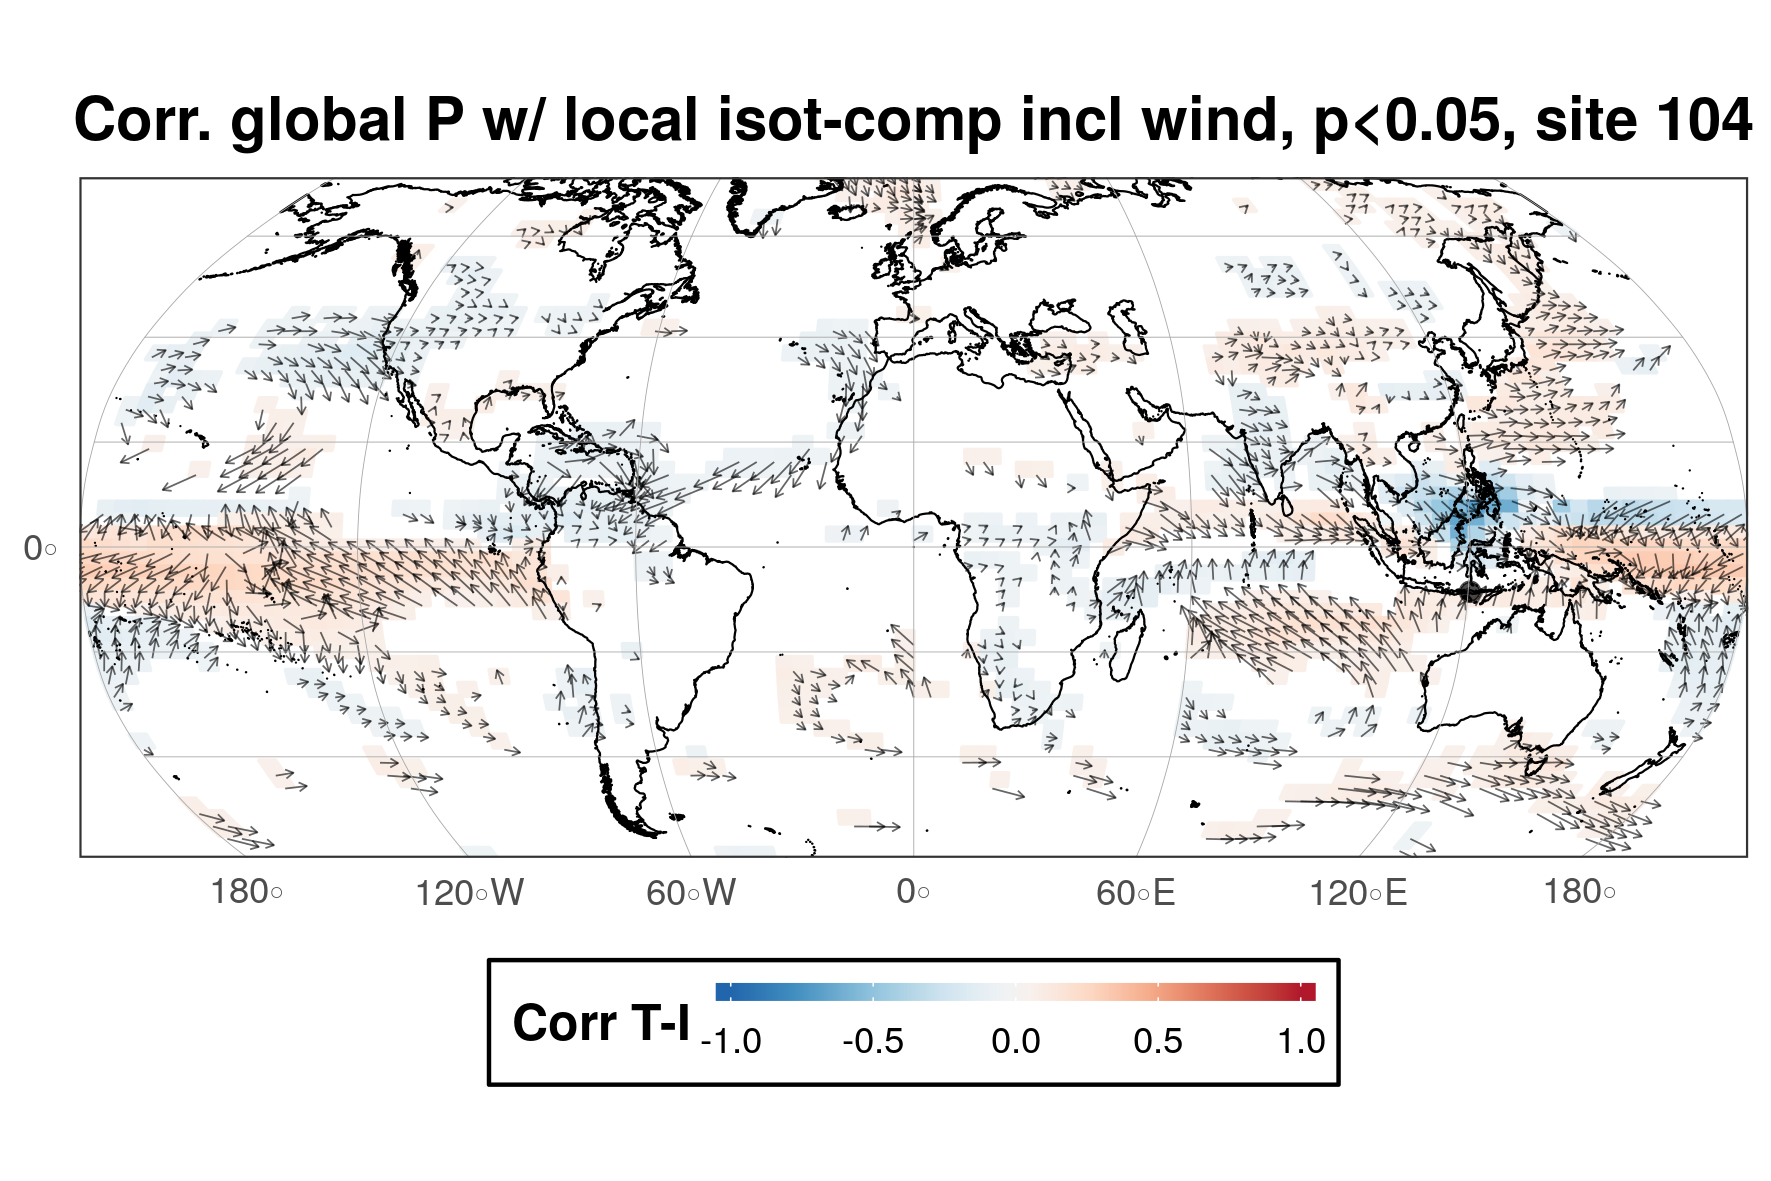 Corr. global P w/ local isot-comp incl wind, p<0.05, site 104
0°
180° 120°W 60°W 0° 60°E 120°E 180°
Corr T-I
-1.0 -0.5 0.0 0.5 1.0